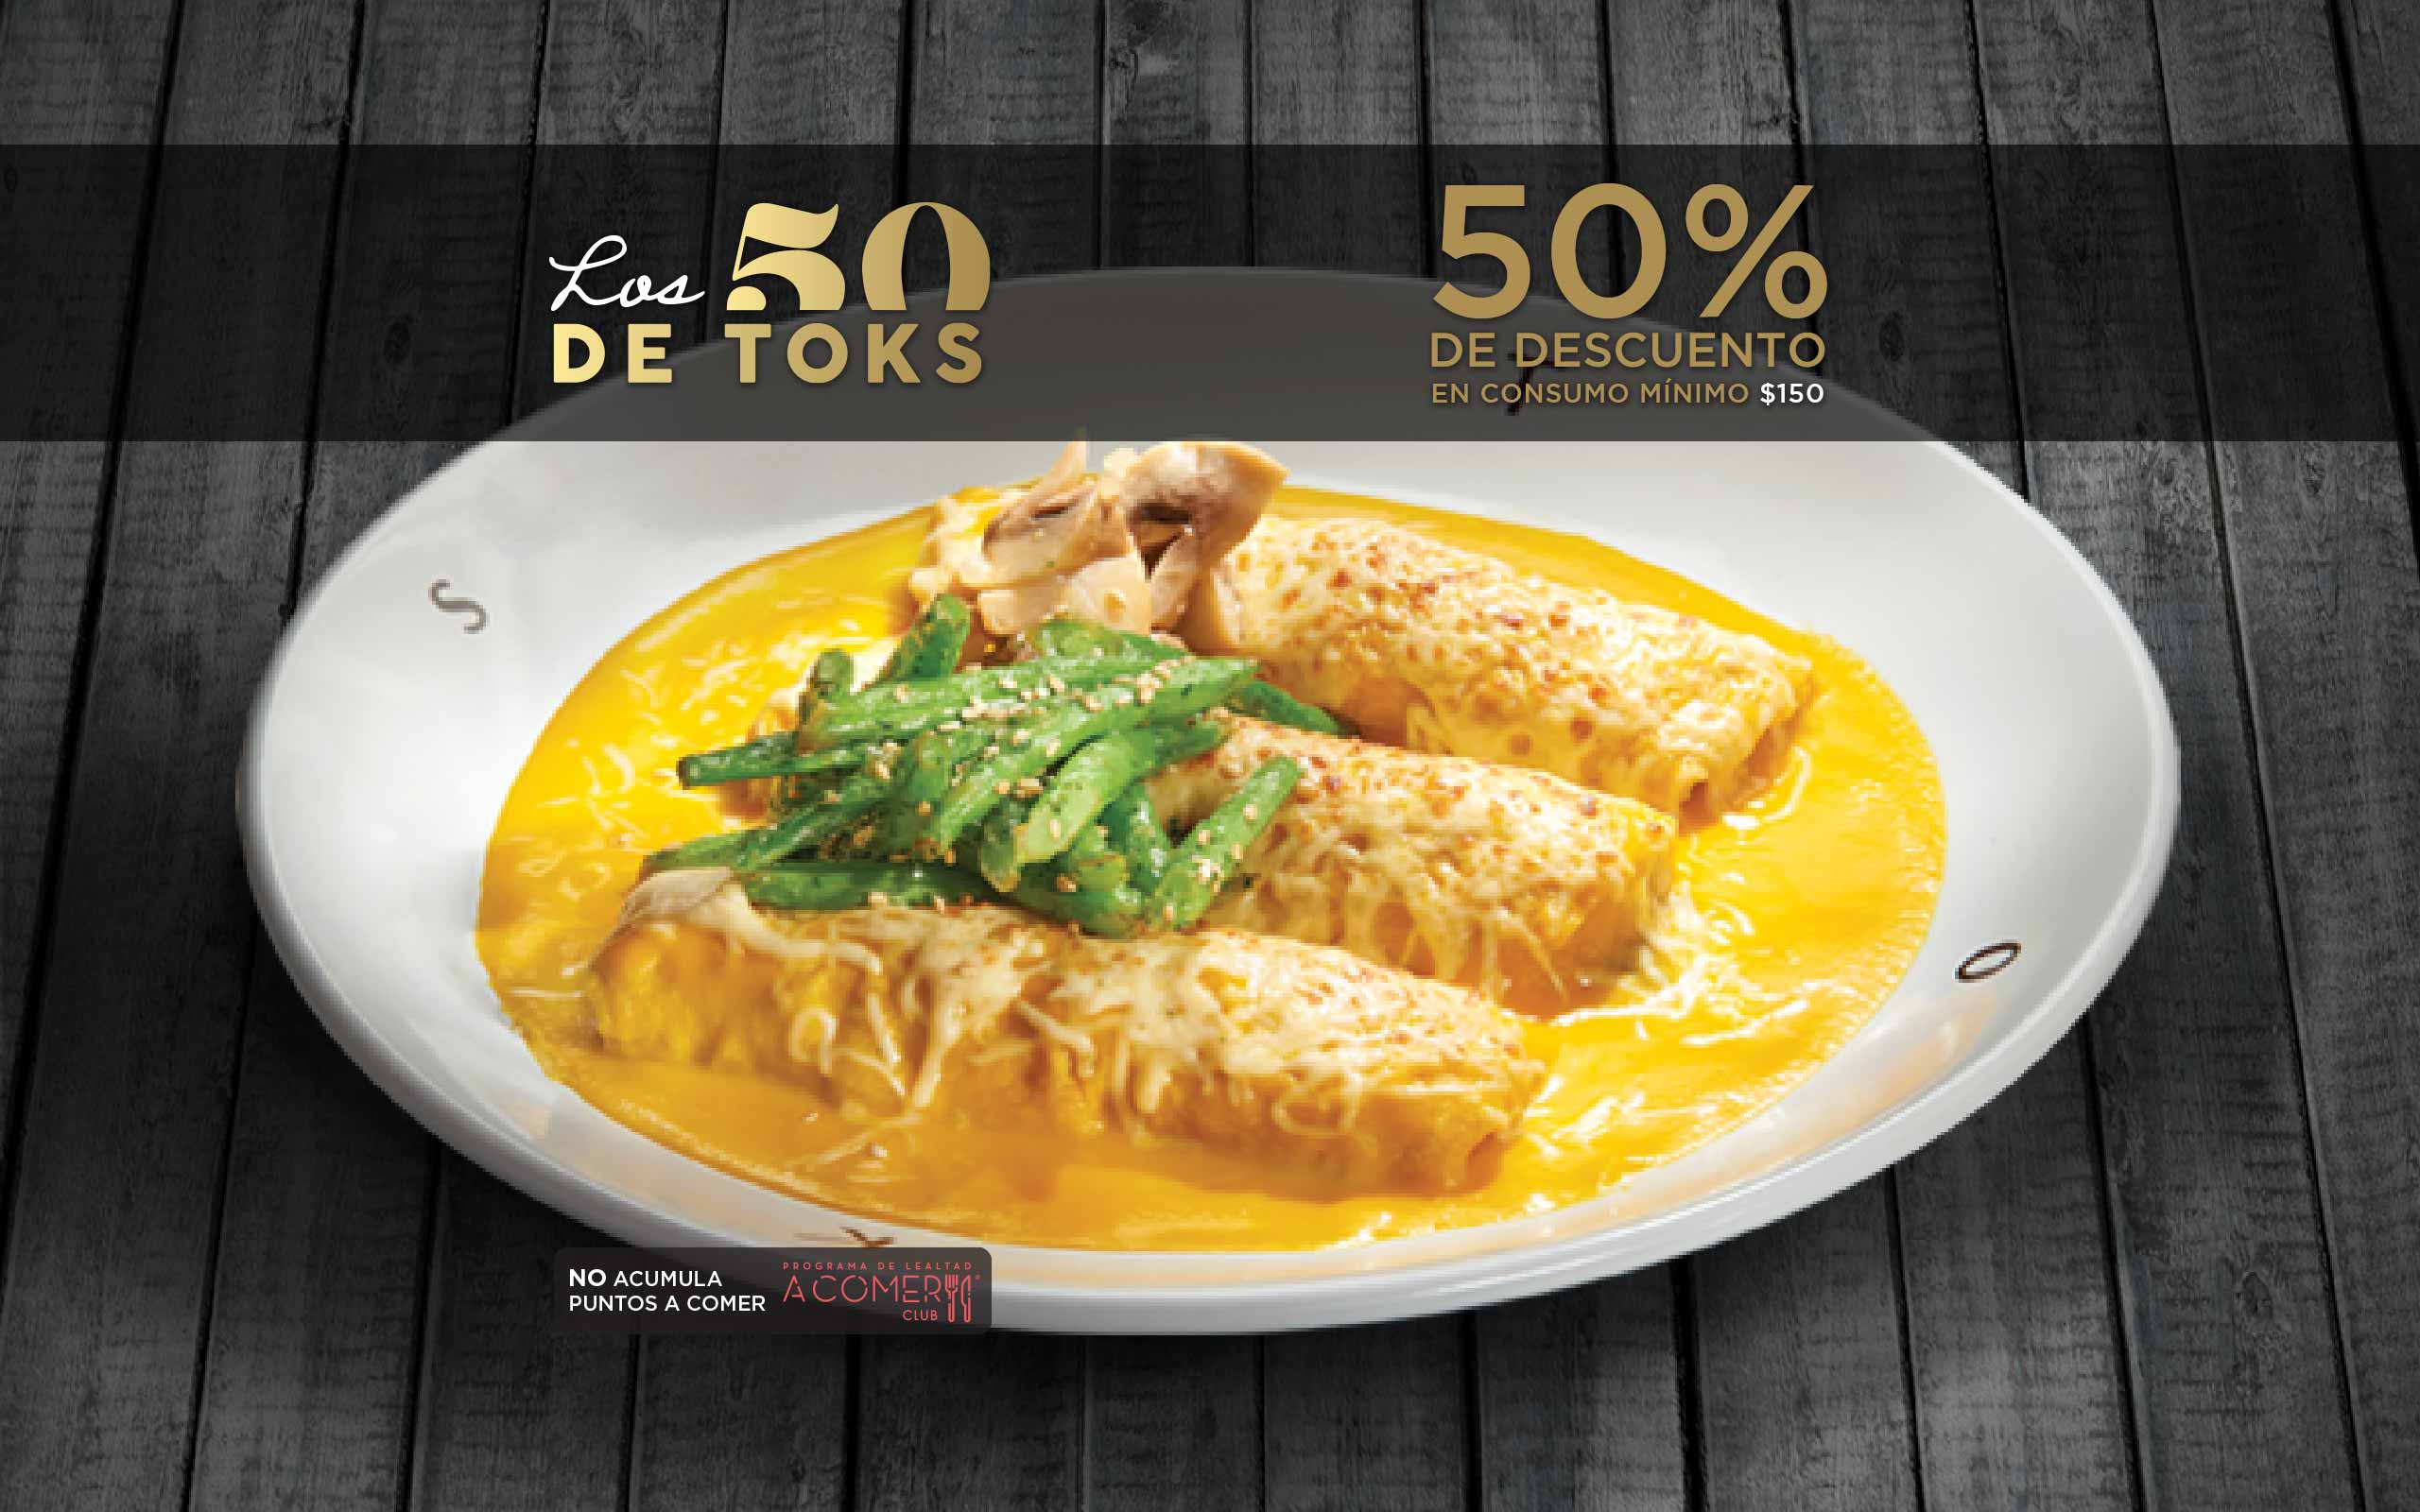 Los 50
DE TOKS
50%
DE DESCUENTO
EN CONSUMO MÍNIMO $150
T
S
O
K
NO ACUMULA
PUNTOS A COMER
PROGRAMA DE LEALTAD
ACOMER®
CLUB